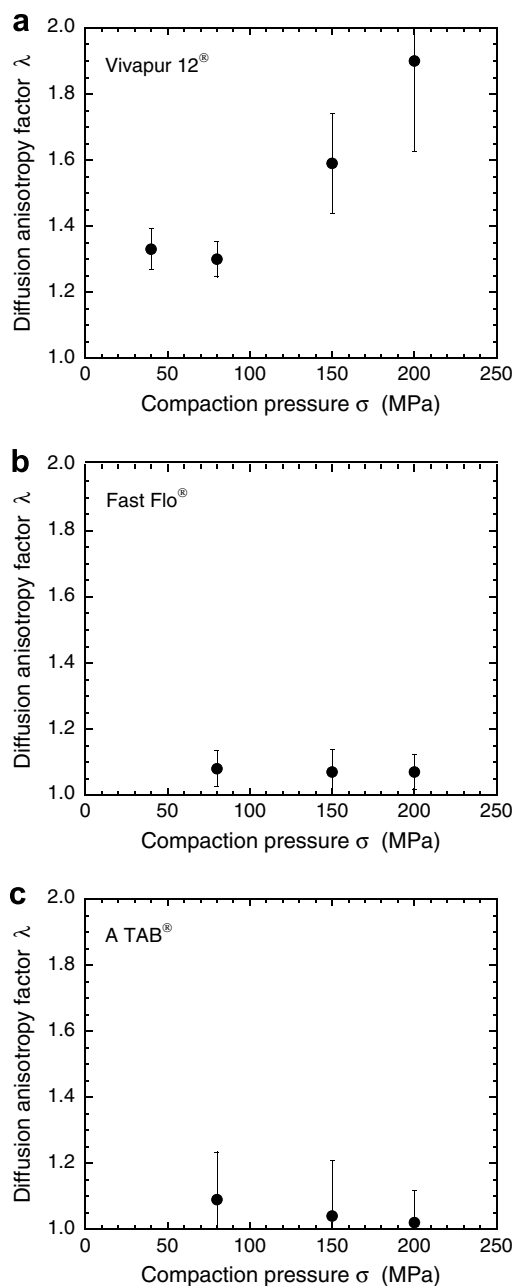 a
2.0
Vivapur 12®
1.8
1.6
1.4
1.2
1.0
0 50 100 150 200 250
Diffusion anisotropy factor λ
Compaction pressure σ (MPa)
b
2.0
Fast Flo®
1.8
1.6
1.4
1.2
1.0
0 50 100 150 200 250
Diffusion anisotropy factor λ
Compaction pressure σ (MPa)
c
2.0
A TAB®
1.8
1.6
1.4
1.2
1.0
0 50 100 150 200 250
Diffusion anisotropy factor λ
Compaction pressure σ (MPa)